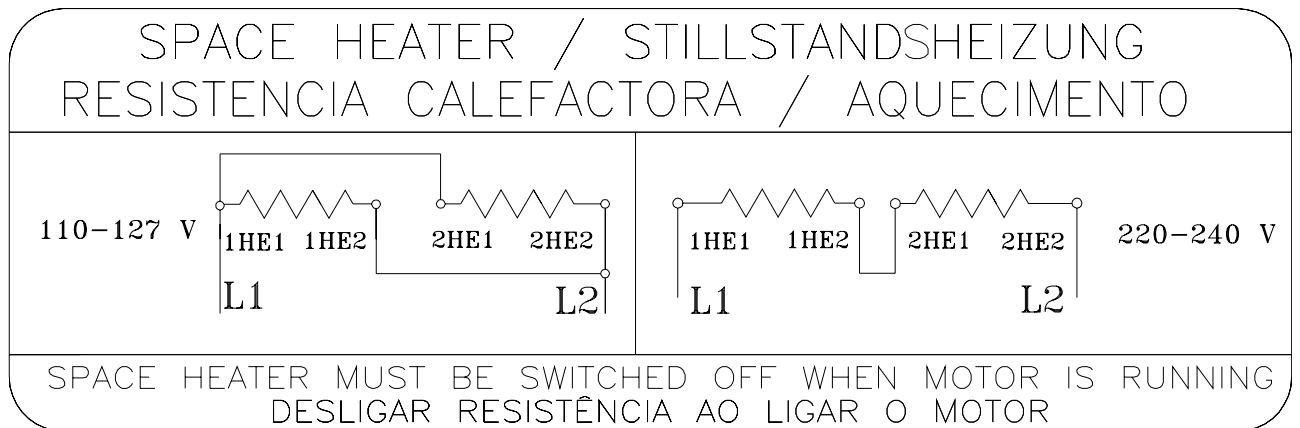 SPACE HEATER / STILLSTANDSHEIZUNG
RESISTENCIA CALEFACTORA / AQUECIMENTO
110-127 V
1HE1 1HE2 2HE1 2HE2
L1 L2
1HE1 1HE2 2HE1 2HE2
220-240 V
L1 L2
SPACE HEATER MUST BE SWITCHED OFF WHEN MOTOR IS RUNNING
DESLIGAR RESISTÊNCIA AO LIGAR O MOTOR